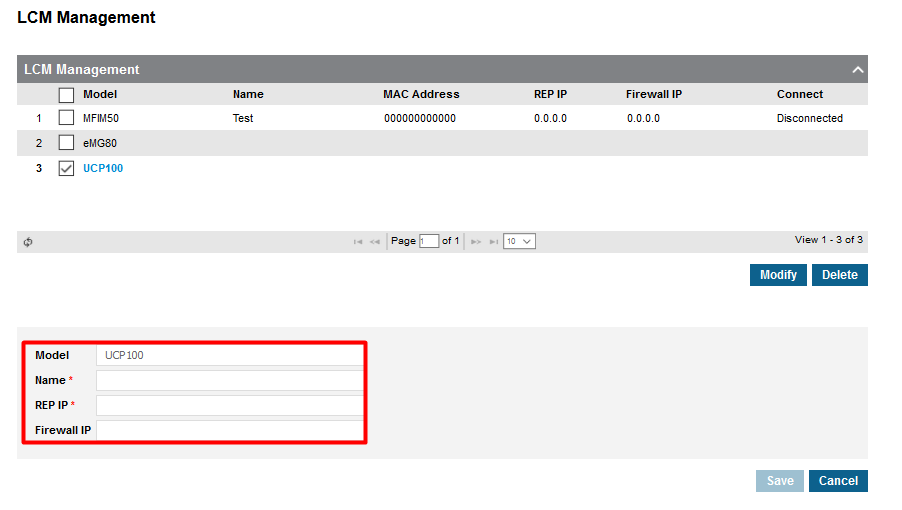 LCM Management
LCM Management
Model Name MAC Address REP IP Firewall IP Connect
1 MFIM50 Test 000000000000 0.0.0.0 0.0.0.0 Disconnected
2 eMG80
3 UCP100
Page 1 of 1 10 View 1 - 3 of 3
Modify Delete
Model UCP100
Name *
REP IP *
Firewall IP
Save Cancel